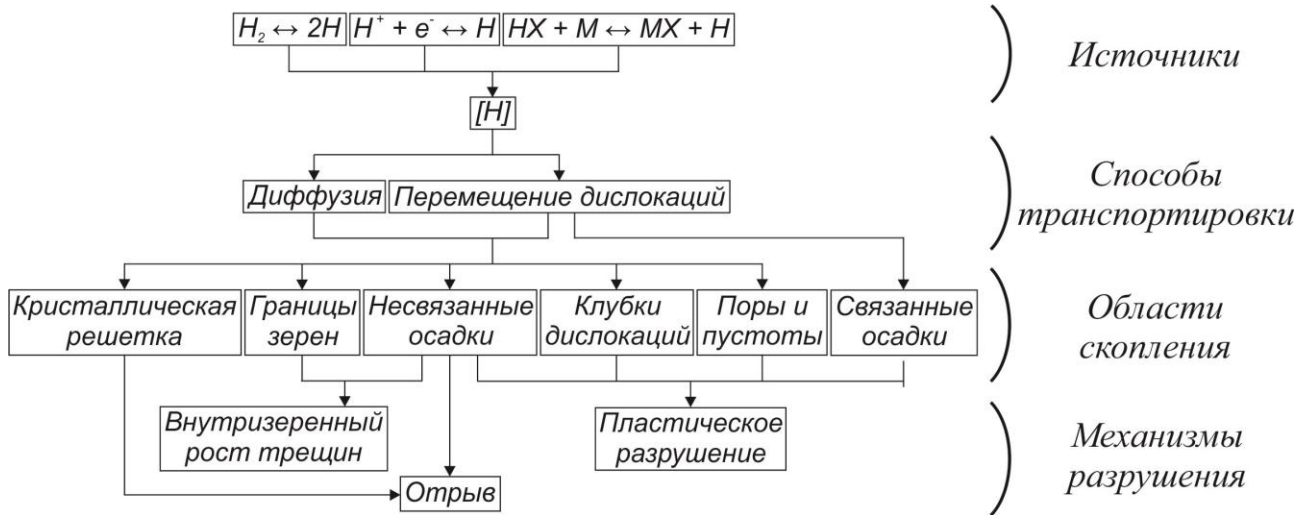 H₂ ↔ 2H
H⁺ + e⁻ ↔ H
HX + M ↔ MX + H
Источники
[H]
Диффузия
Перемещение дислокаций
Способы
транспортировки
Кристаллическая
решетка
Границы
зерен
Несвязанные
осадки
Клубки
дислокаций
Поры и
пустоты
Связанные
осадки
Области
скопления
Внутризеренный
рост трещин
Пластическое
разрушение
Отрыв
Механизмы
разрушения